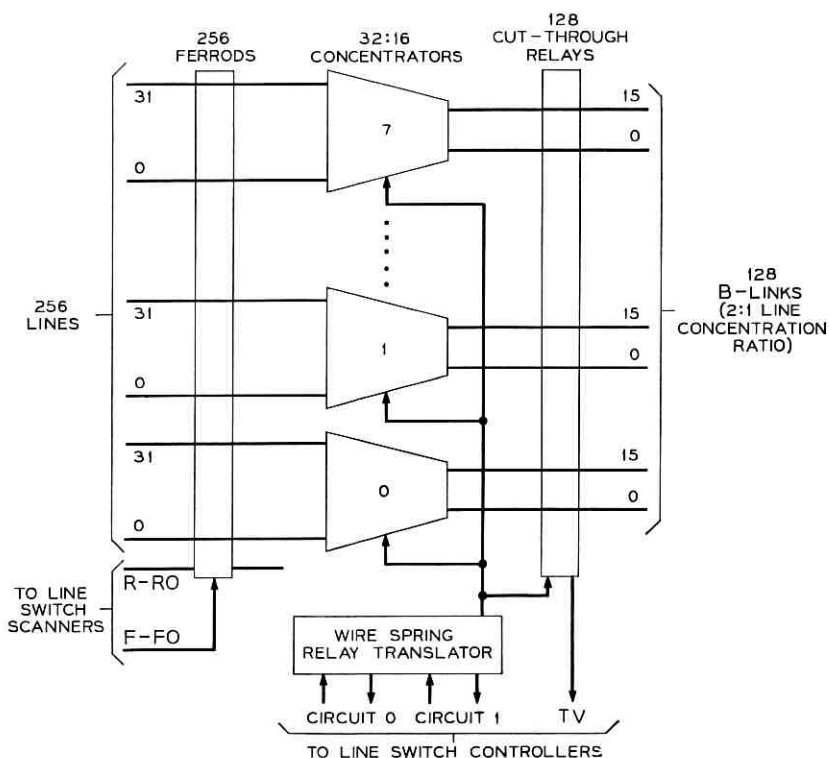 256
FERRODS
32:16
CONCENTRATORS
128
CUT-THROUGH
RELAYS
31
0
7
15
0
256
LINES
31
0
1
15
0
128
B-LINKS
(2:1 LINE
CONCENTRATION
RATIO)
31
0
0
15
0
TO LINE
SWITCH
SCANNERS
R-RO
F-FO
WIRE SPRING
RELAY TRANSLATOR
CIRCUIT 0
CIRCUIT 1
TV
TO LINE SWITCH CONTROLLERS